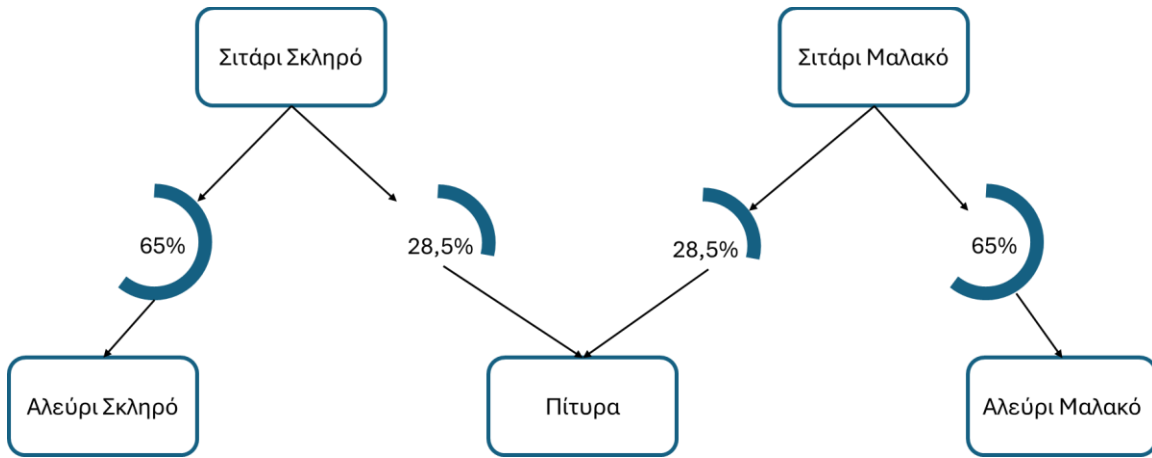 Σιτάρι Σκληρό
Σιτάρι Μαλακό
65%
28,5%
28,5%
65%
Αλεύρι Σκληρό
Πίτυρα
Αλεύρι Μαλακό